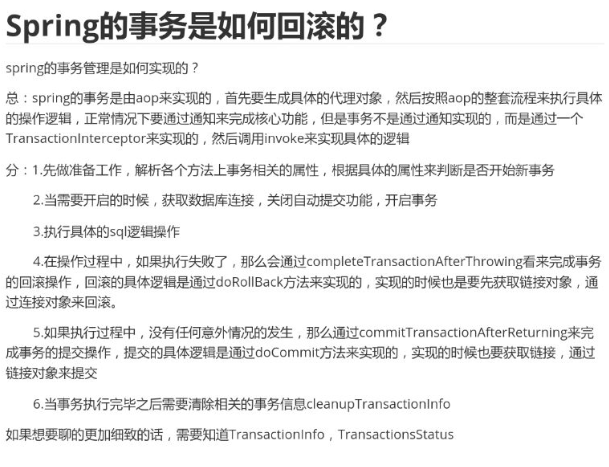 Spring的事务是如何回滚的？
spring的事务管理是如何实现的？
总：spring的事务是由aop来实现的，首先要生成具体的代理对象，然后按照aop的整套流程来执行具体
的操作逻辑，正常情况下要通过通知来完成核心功能，但是事务不是通过通知实现的，而是通过一个
TransactionInterceptor来实现的，然后调用invoke来实现具体的逻辑
分：1.先做准备工作，解析各个方法上事务相关的属性，根据具体的属性来判断是否开始新事务
2.当需要开启的时候，获取数据库连接，关闭自动提交功能，开启事务
3.执行具体的sql逻辑操作
4.在操作过程中，如果执行失败了，那么会通过completeTransactionAfterThrowing看来完成事务
的回滚操作，回滚的具体逻辑是通过doRollBack方法来实现的，实现的时候也是要先获取链接对象，通
过连接对象来回滚。
5.如果执行过程中，没有任何意外情况的发生，那么通过commitTransactionAfterReturning来完
成事务的提交操作，提交的具体逻辑是通过doCommit方法来实现的，实现的时候也要获取链接，通过
链接对象来提交
6.当事务执行完毕之后需要清除相关的事务信息cleanupTransactionInfo
如果想要聊的更加细致的话，需要知道TransactionInfo，TransactionsStatus